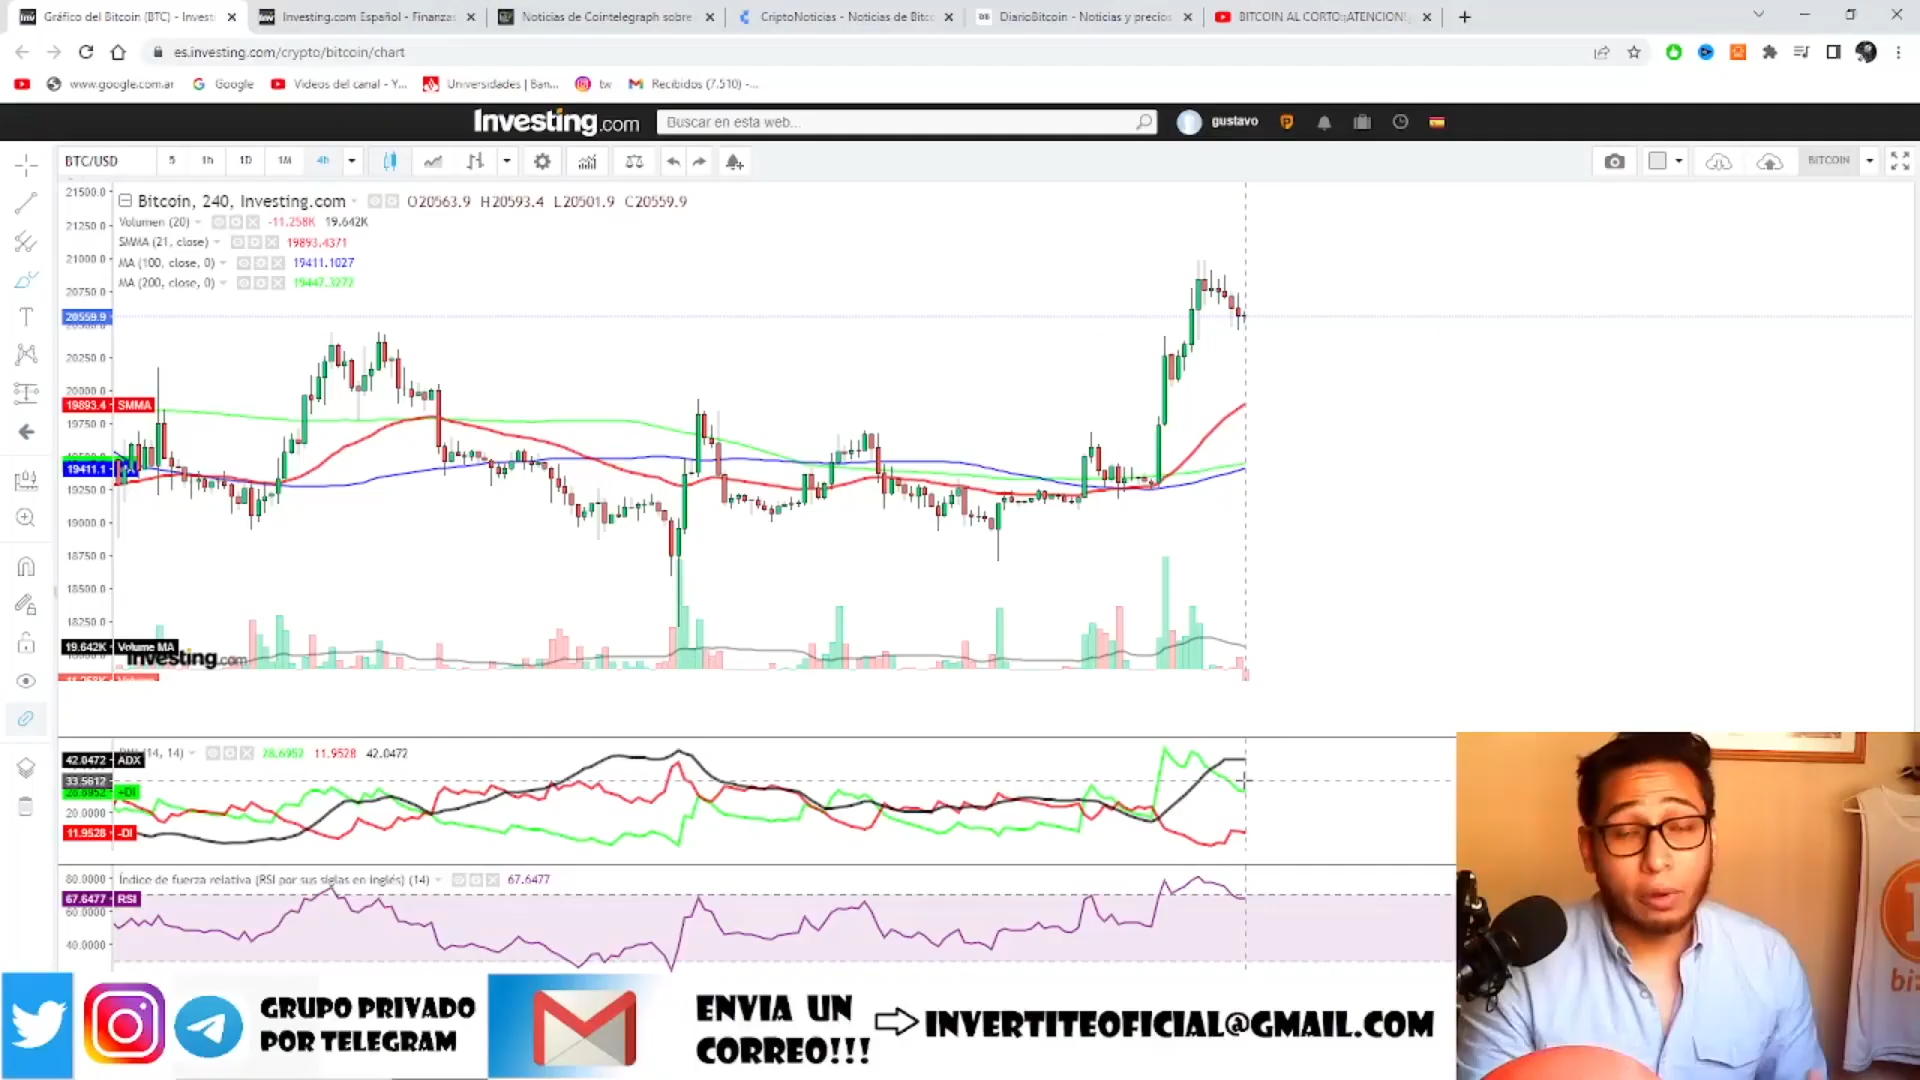 Gráfico del Bitcoin (BTC) - Invest
Investing.com Español - Finanzas
Noticias de Cointelegraph sobre
CriptoNoticias - Noticias de Bitc
DiarioBitcoin - Noticias y precios
BITCOIN AL CORTO¡¡ATENCION!
es.investing.com/crypto/bitcoin/chart
www.google.com.ar
Google
Videos del canal - Y...
Universidades | Ban...
tw
Recibidos (7.510) -...
Investing.com
Buscar en esta web...
gustavo
BTC/USD
5
1h
1D
1M
4h
BITCOIN
21500.0
21250.0
21000.0
20750.0
20559.9
20250.0
20000.0
19893.4
SMMA
19750.0
19411.1
19250.0
19000.0
18750.0
18500.0
18250.0
19.642K
Volume MA
Bitcoin, 240, Investing.com
O20563.9 H20593.4 L20501.9 C20559.9
Volumen (20)
-11.258K 19.642K
SMMA (21, close)
19893.4371
MA (100, close, 0)
19411.1027
MA (200, close, 0)
19447.3272
Investing.com
14, 14)
28.6952 11.9528 42.0472
42.0472
ADX
33.5612
28.6952
+DI
20.0000
11.9528
-DI
80.0000
Índice de fuerza relativa (RSI por sus siglas en inglés) (14)
67.6477
67.6477
RSI
60.0000
40.0000
GRUPO PRIVADO
POR TELEGRAM
ENVIA UN
CORREO!!!
INVERTITEOFICIAL@GMAIL.COM